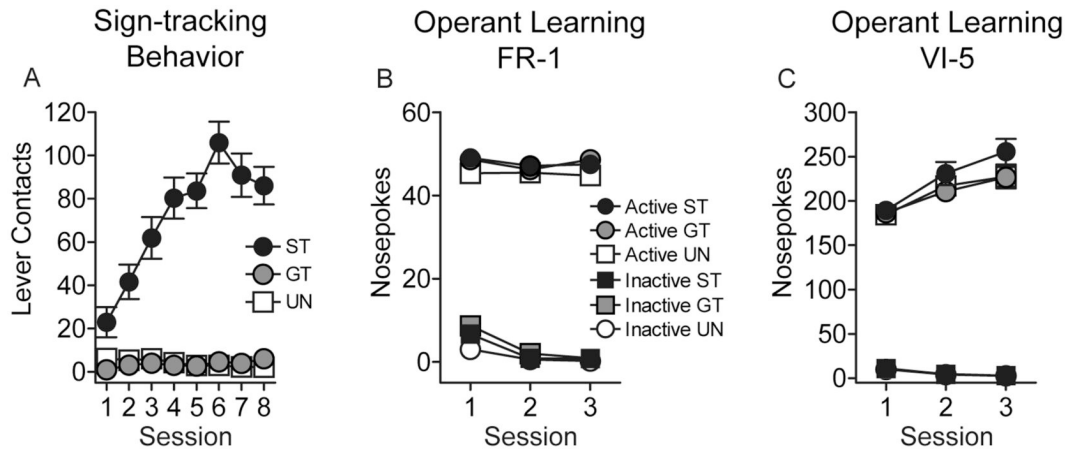 Sign-tracking
Behavior
A
120
100
80
60
40
20
0
Lever Contacts
ST
GT
UN
1 2 3 4 5 6 7 8
Session
Operant Learning
FR-1
B
60
40
20
0
Nosepokes
Active ST
Active GT
Active UN
Inactive ST
Inactive GT
Inactive UN
1 2 3
Session
Operant Learning
VI-5
C
300
250
200
150
100
50
0
Nosepokes
1 2 3
Session